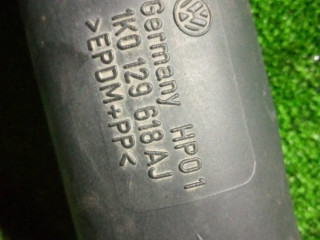 Germany HP01
1K0 129 618 AJ
>EPDM+PP<